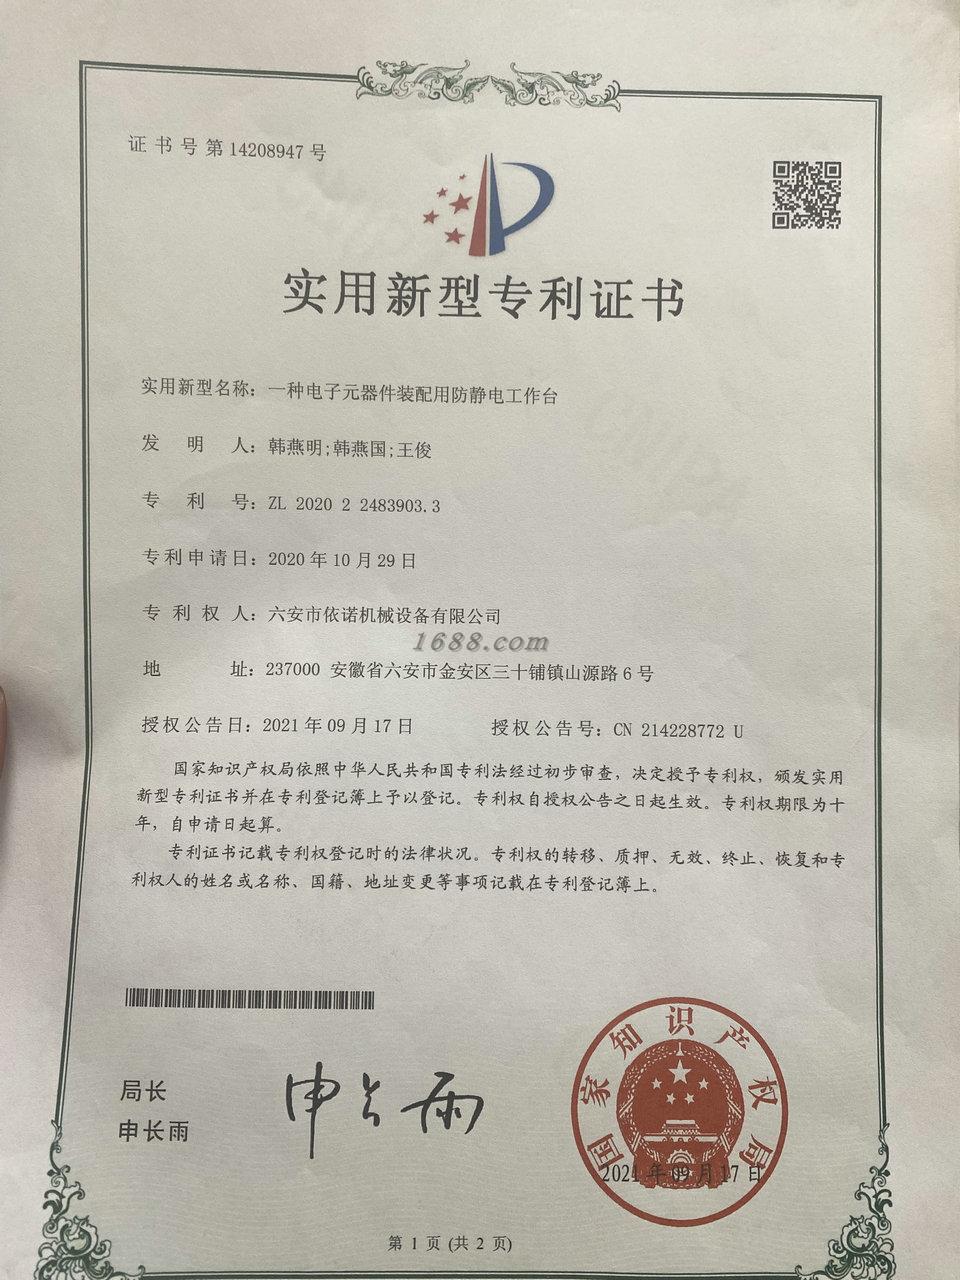 证书号第14208947号
实用新型专利证书
实用新型名称：一种电子元器件装配用防静电工作台
发明人：韩燕明;韩燕国;王俊
专利号：ZL 2020 2 2483903.3
专利申请日：2020年10月29日
专利权人：六安市依诺机械设备有限公司
1688.com
地址：237000 安徽省六安市金安区三十铺镇山源路6号
授权公告日：2021年09月17日 授权公告号：CN 214228772 U
国家知识产权局依照中华人民共和国专利法经过初步审查，决定授予专利权，颁发实用
新型专利证书并在专利登记簿上予以登记。专利权自授权公告之日起生效。专利权期限为十
年，自申请日起算。
专利证书记载专利权登记时的法律状况。专利权的转移、质押、无效、终止、恢复和专
利权人的姓名或名称、国籍、地址变更等事项记载在专利登记簿上。
局长
申长雨
申长雨
国家知识产权局
2021年09月17日
第 1 页 (共 2 页)